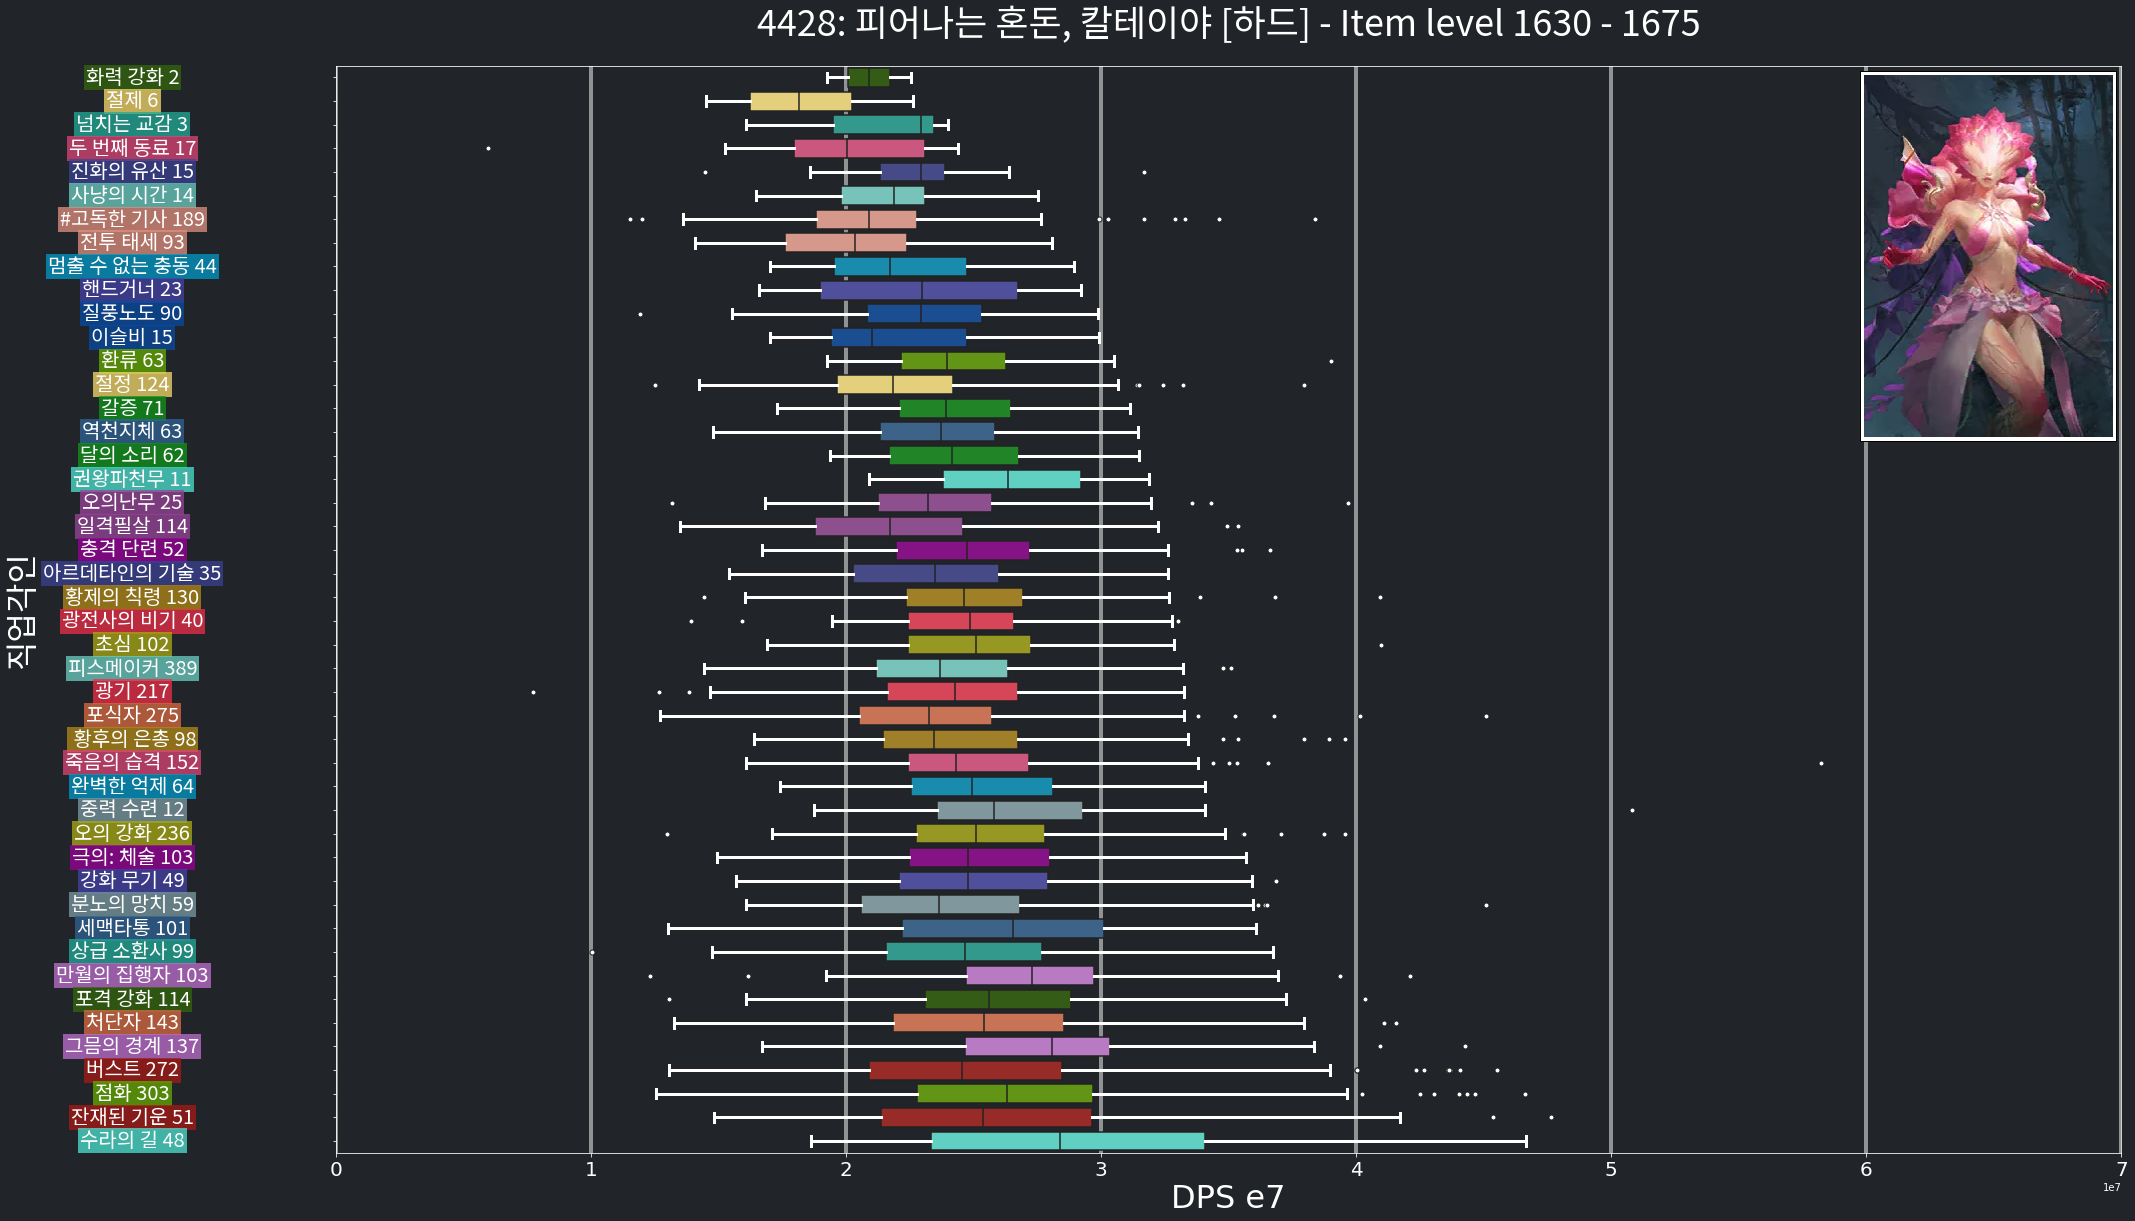 4428: 피어나는 혼돈, 칼테이야 [하드] - Item level 1630 - 1675
직업각인
화력 강화 2
절제 6
넘치는 교감 3
두 번째 동료 17
진화의 유산 15
사냥의 시간 14
#고독한 기사 189
전투 태세 93
멈출 수 없는 충동 44
핸드거너 23
질풍노도 90
이슬비 15
환류 63
절정 124
갈증 71
역천지체 63
달의 소리 62
권왕파천무 11
오의난무 25
일격필살 114
충격 단련 52
아르데타인의 기술 35
황제의 칙령 130
광전사의 비기 40
초심 102
피스메이커 389
광기 217
포식자 275
황후의 은총 98
죽음의 습격 152
완벽한 억제 64
중력 수련 12
오의 강화 236
극의: 체술 103
강화 무기 49
분노의 망치 59
세맥타통 101
상급 소환사 99
만월의 집행자 103
포격 강화 114
처단자 143
그믐의 경계 137
버스트 272
점화 303
잔재된 기운 51
수라의 길 48
0 1 2 3 4 5 6 7
DPS e7
1e7